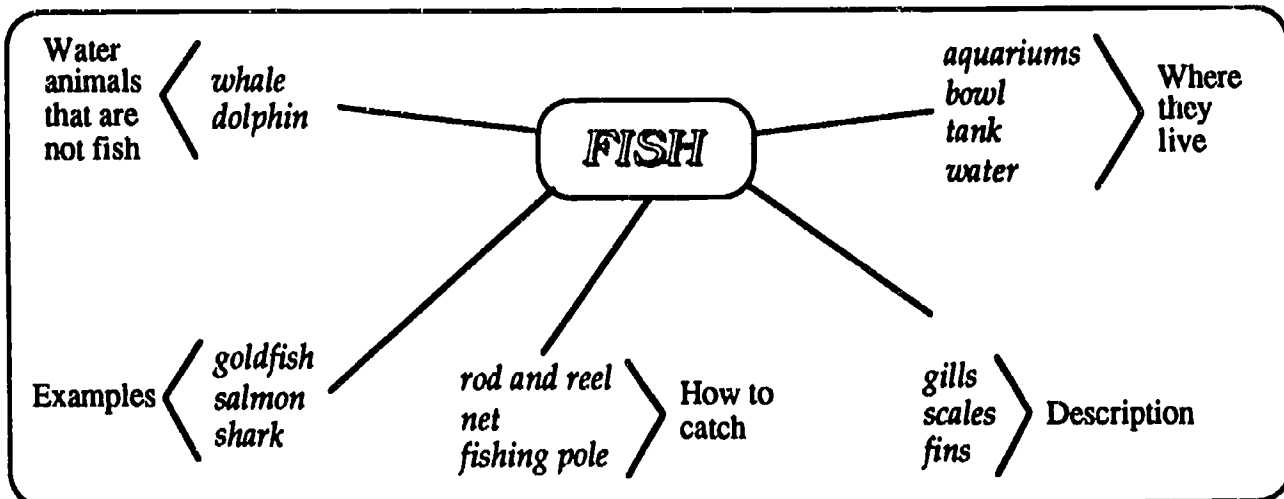 Water
animals
that are
not fish
whale
dolphin
FISH
aquariums
bowl
tank
water
Where
they
live
Examples
goldfish
salmon
shark
rod and reel
net
fishing pole
How to
catch
gills
scales
fins
Description